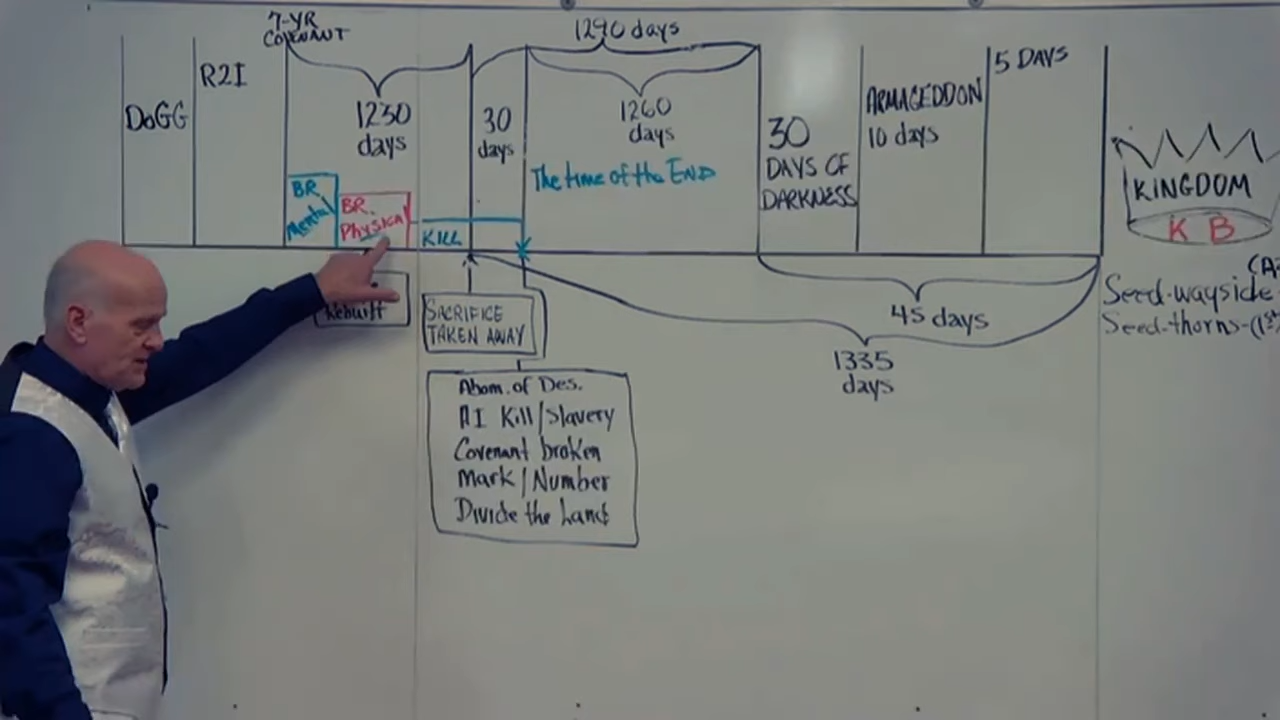 7-YR
COVENANT
1290 days
DoGG
R2I
1230
days
30
days
1260
days
The time of the END
30
DAYS OF
DARKNESS
ARMAGEDDON
10 days
5 DAYS
KINGDOM
K B
BR.
Mental
BR.
Physical
KILL
Rebuilt
SACRIFICE
TAKEN AWAY
45 days
1335
days
Seed-wayside
Seed-thorns-(1st
Abom. of Des.
AI Kill/Slavery
Covenant broken
Mark/Number
Divide the Land